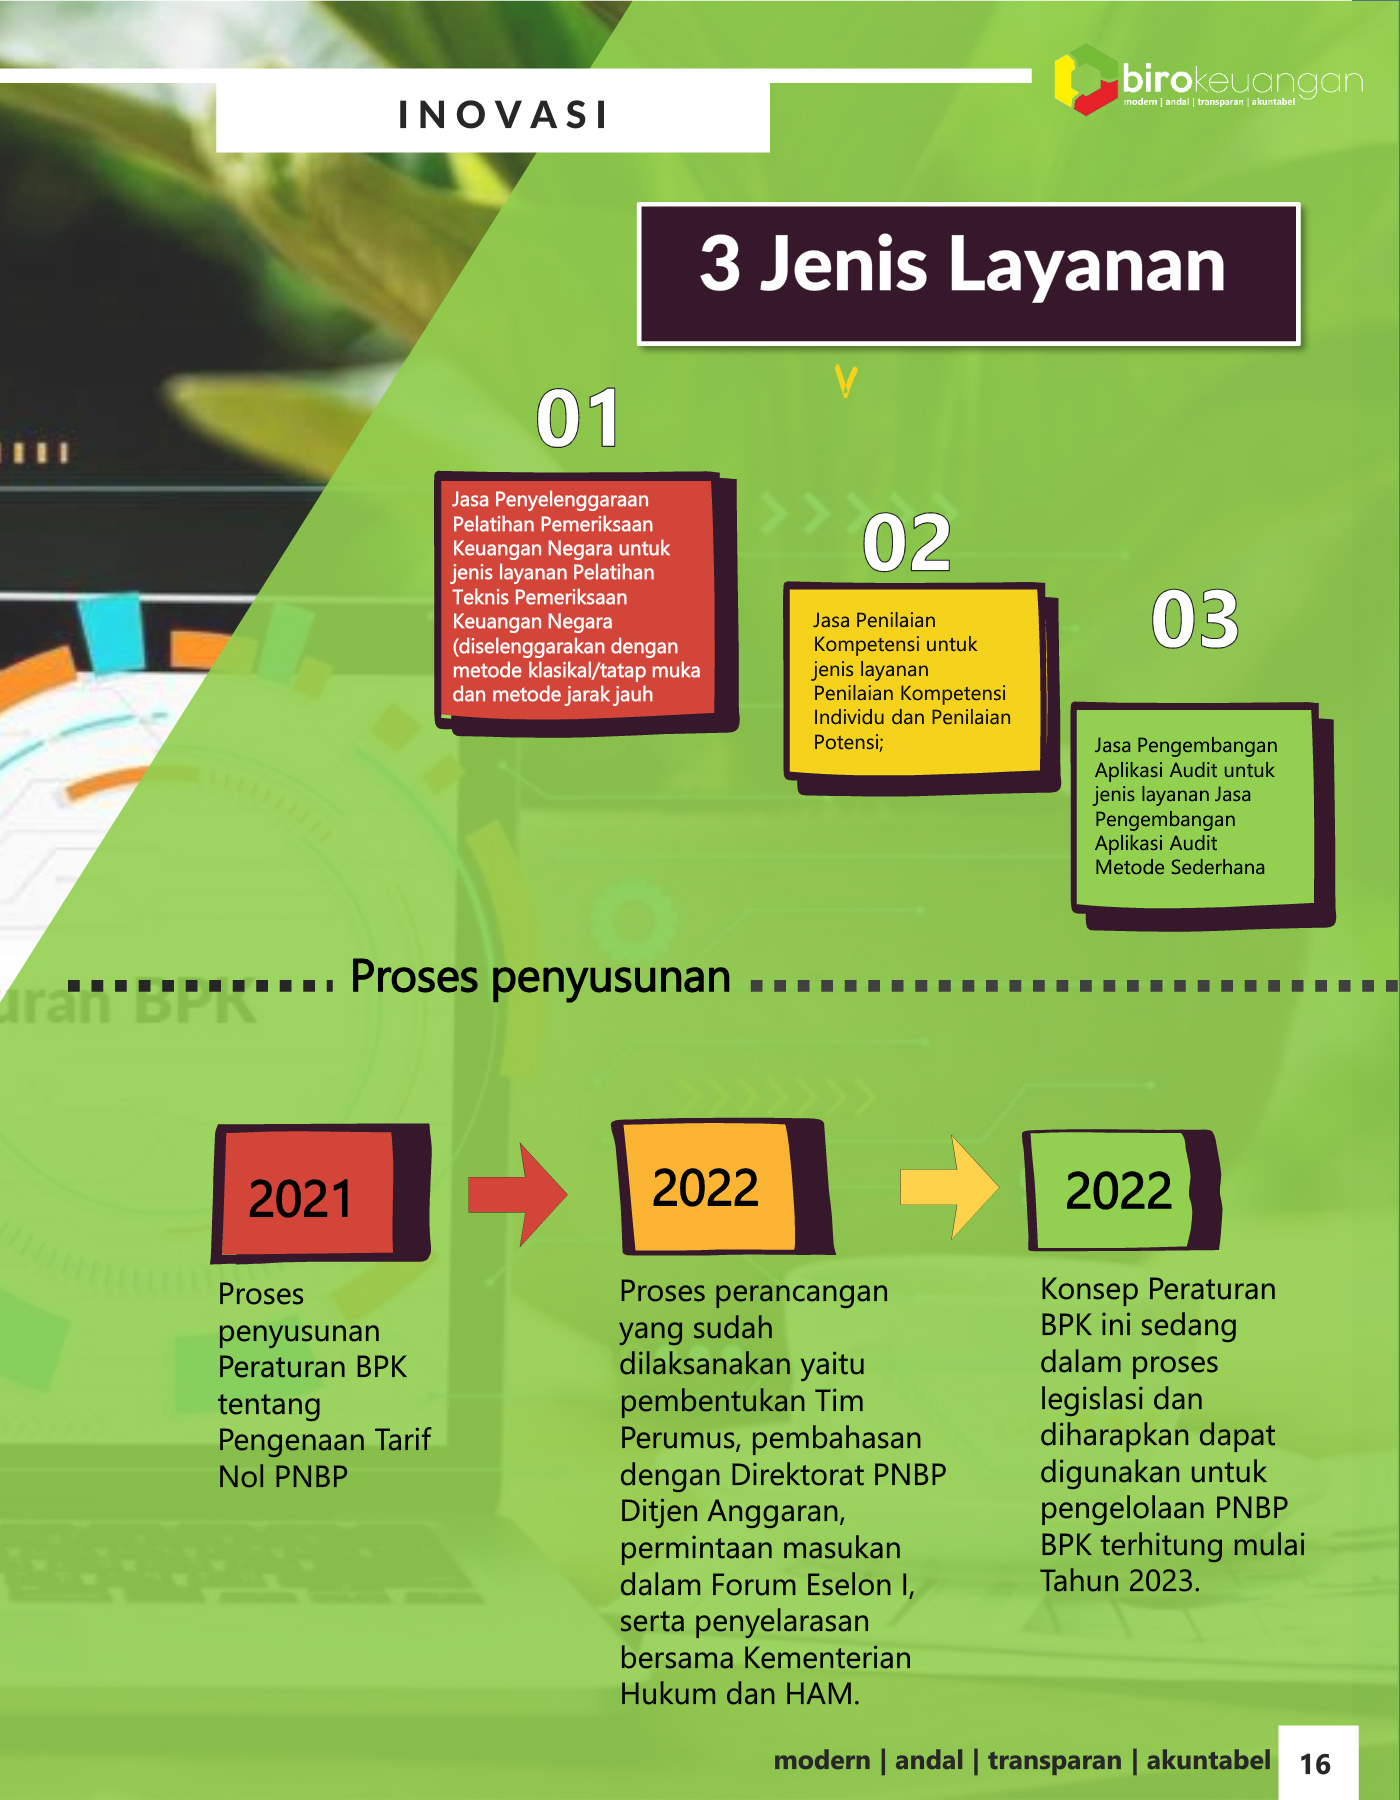 birokeuangan
modern | andal | transparan | akuntabel
INOVASI
3 Jenis Layanan
01
Jasa Penyelenggaraan
Pelatihan Pemeriksaan
Keuangan Negara untuk
jenis layanan Pelatihan
Teknis Pemeriksaan
Keuangan Negara
(diselenggarakan dengan
metode klasikal/tatap muka
dan metode jarak jauh
02
Jasa Penilaian
Kompetensi untuk
jenis layanan
Penilaian Kompetensi
Individu dan Penilaian
Potensi;
03
Jasa Pengembangan
Aplikasi Audit untuk
jenis layanan Jasa
Pengembangan
Aplikasi Audit
Metode Sederhana
Proses penyusunan
uran BPK
2021
Proses
penyusunan
Peraturan BPK
tentang
Pengenaan Tarif
Nol PNBP
2022
Proses perancangan
yang sudah
dilaksanakan yaitu
pembentukan Tim
Perumus, pembahasan
dengan Direktorat PNBP
Ditjen Anggaran,
permintaan masukan
dalam Forum Eselon I,
serta penyelarasan
bersama Kementerian
Hukum dan HAM.
2022
Konsep Peraturan
BPK ini sedang
dalam proses
legislasi dan
diharapkan dapat
digunakan untuk
pengelolaan PNBP
BPK terhitung mulai
Tahun 2023.
modern | andal | transparan | akuntabel
16